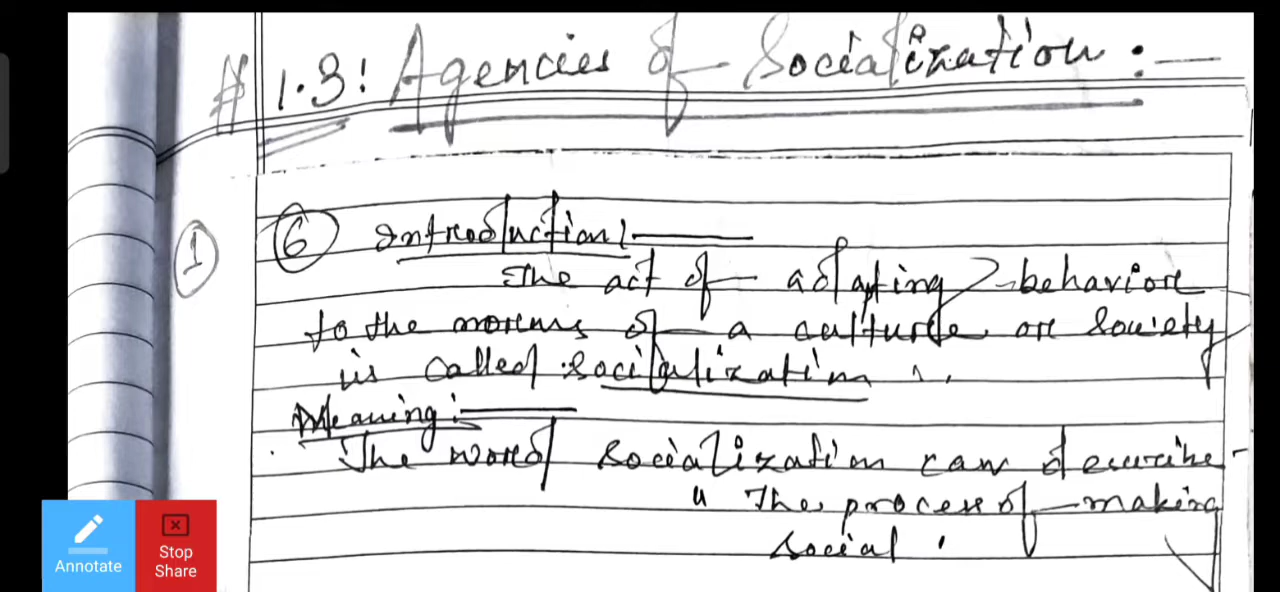 # 1.3: Agencies of Socialization :—
① ⑥ Introduction:—
The act of adapting behavior
to the norms of a culture or society
is called socialization.
Meaning:—
The word socialization can describe
" The process of making
social.
Annotate
Stop
Share